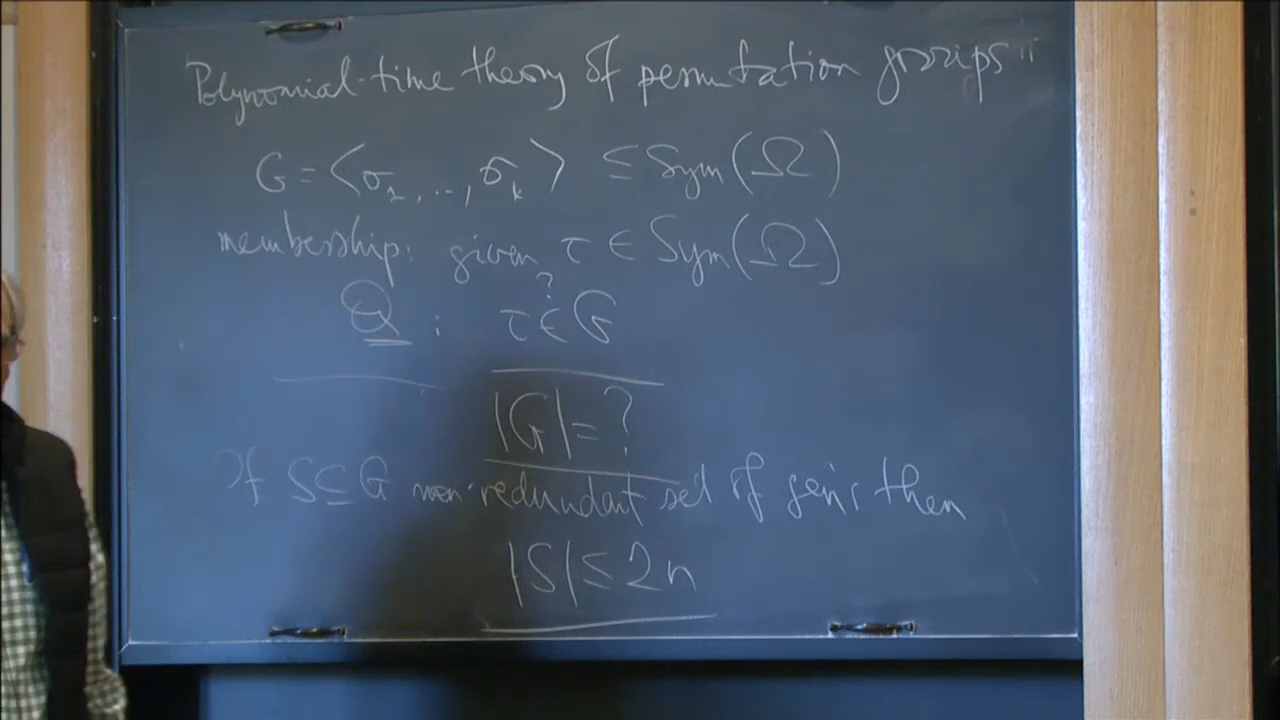 Polynomial-time theory of permutation groups"
G = ⟨σ₁, ..., σₖ⟩ ≤ Sym(Ω)
membership: given τ ∈ Sym(Ω)
Q: τ ∈? G
|G| = ?
If S ⊆ G non-redundant set of gens then
|S| ≤ 2n